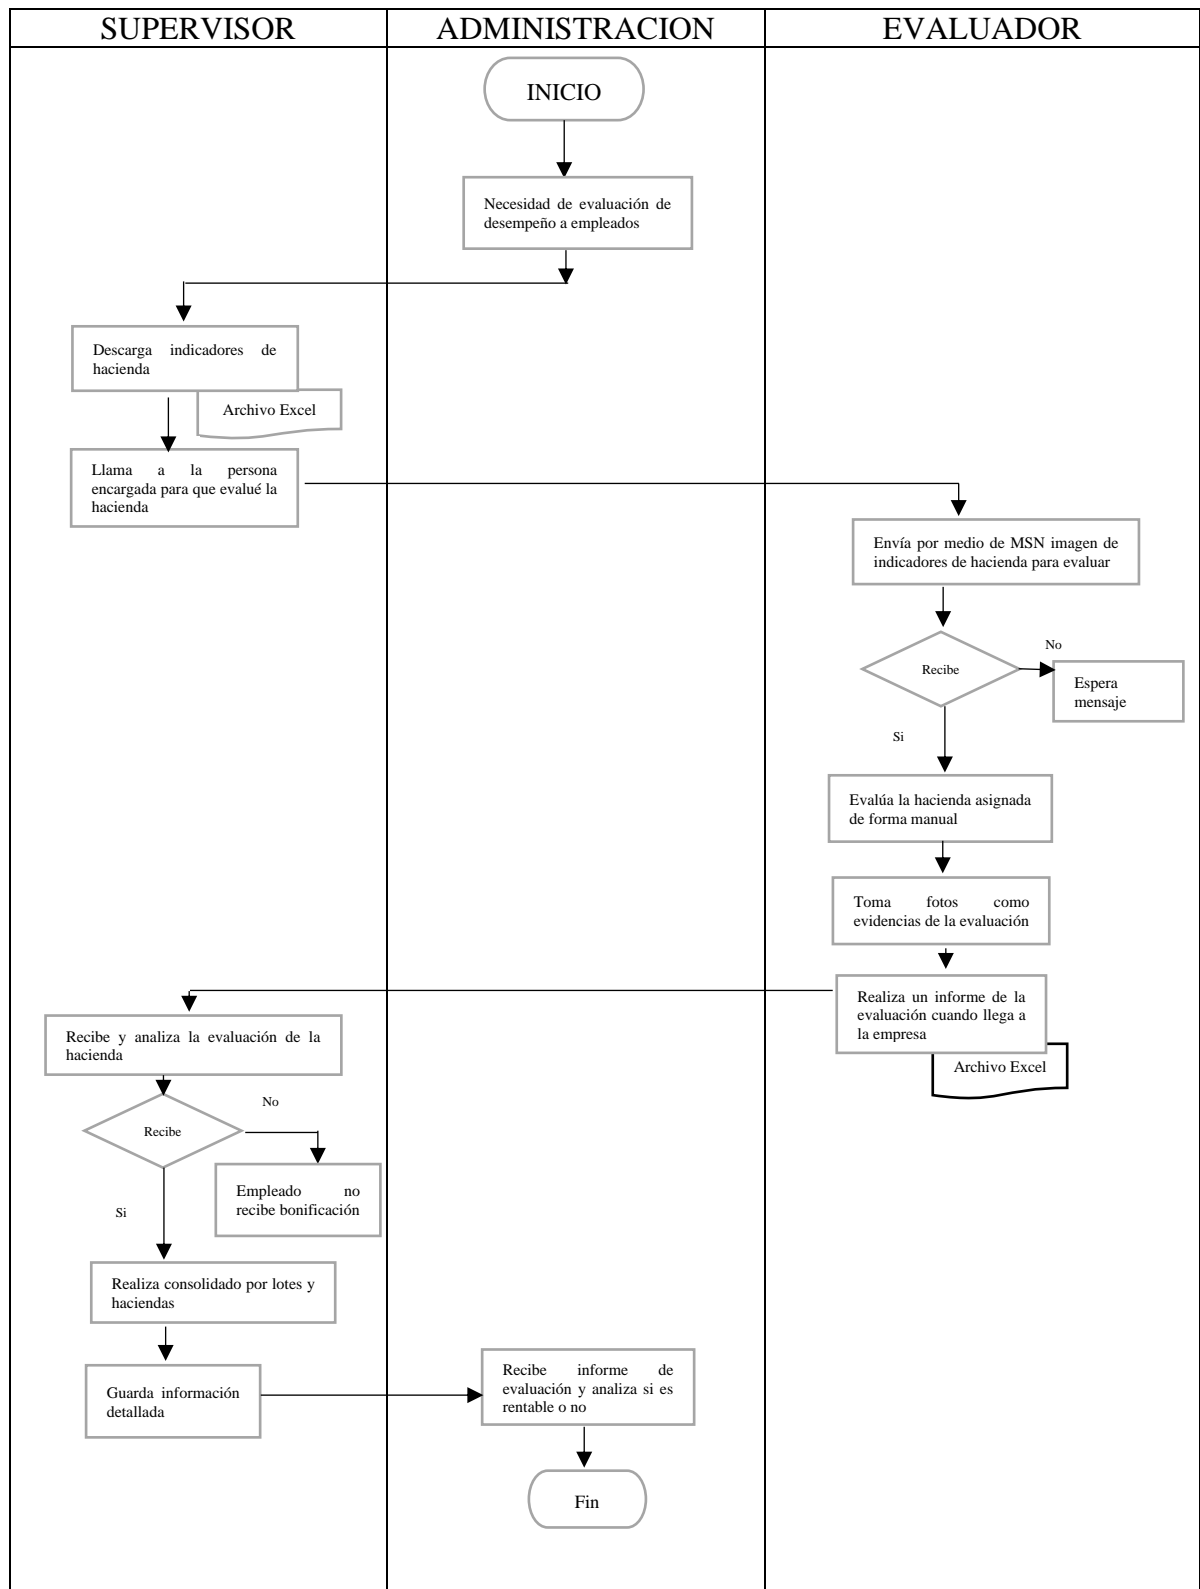 SUPERVISOR
ADMINISTRACION
EVALUADOR
INICIO
Necesidad de evaluación de
desempeño a empleados
Descarga indicadores de
hacienda
Archivo Excel
Llama a la persona
encargada para que evalué la
hacienda
Envía por medio de MSN imagen de
indicadores de hacienda para evaluar
Recibe
No
Espera
mensaje
Si
Evalúa la hacienda asignada
de forma manual
Toma fotos como
evidencias de la evaluación
Realiza un informe de la
evaluación cuando llega a
la empresa
Archivo Excel
Recibe y analiza la evaluación de la
hacienda
Recibe
No
Empleado no
recibe bonificación
Si
Realiza consolidado por lotes y
haciendas
Guarda información
detallada
Recibe informe de
evaluación y analiza si es
rentable o no
Fin